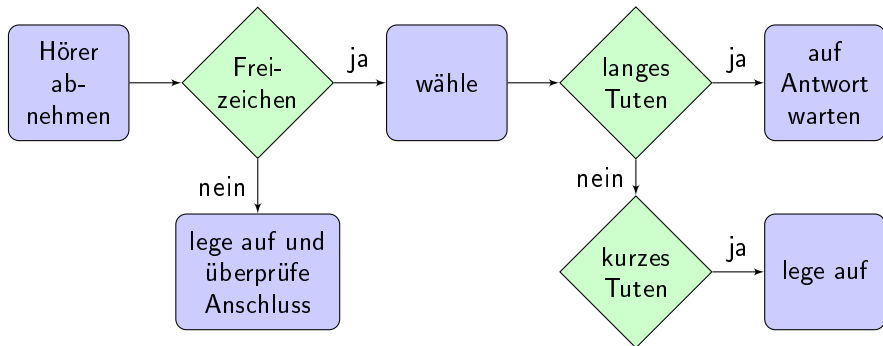 Hörer
ab-
nehmen
Frei-
zeichen
ja
wähle
langes
Tuten
ja
auf
Antwort
warten
nein
lege auf und
überprüfe
Anschluss
nein
kurzes
Tuten
ja
lege auf